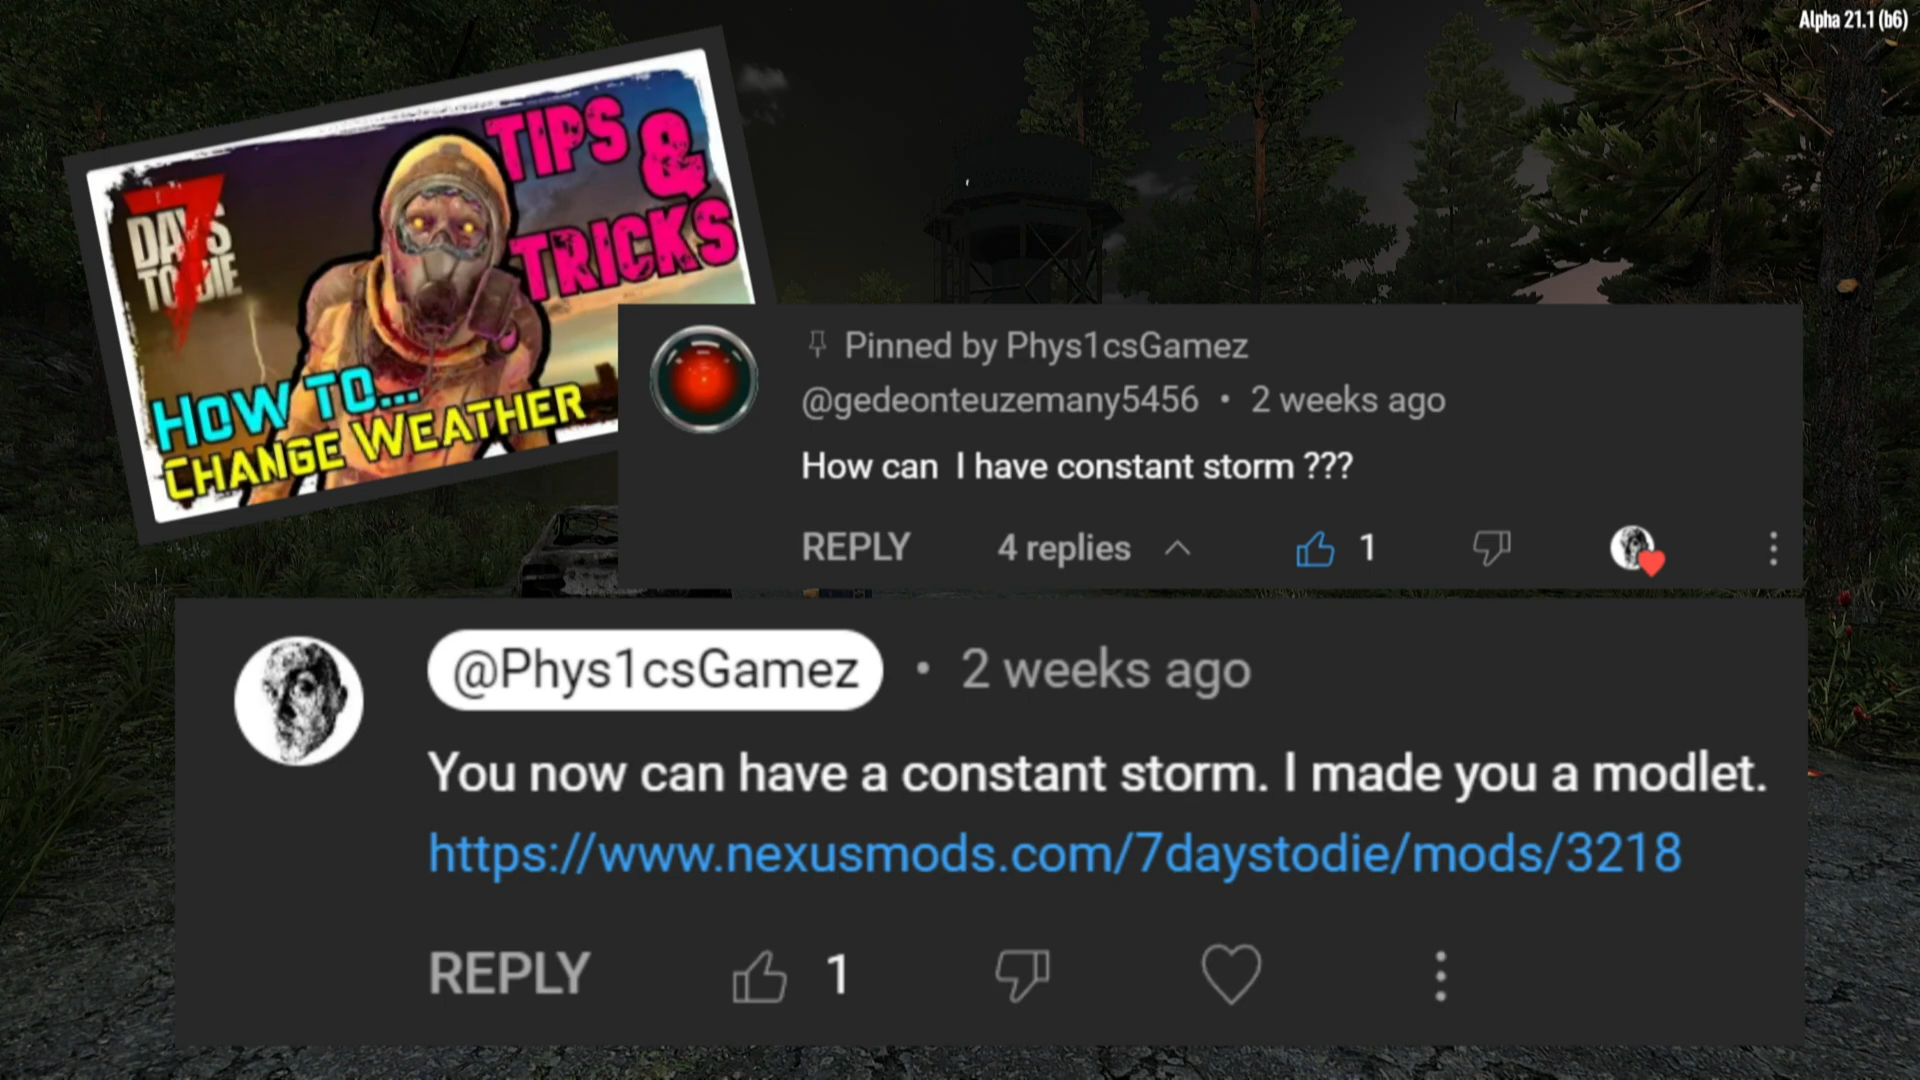 Alpha 21.1 (b6)
TIPS &
TRICKS
7
DAYS
TO DIE
HOW TO...
CHANGE WEATHER
Pinned by Phys1csGamez
@gedeonteuzemany5456 • 2 weeks ago
How can I have constant storm ???
REPLY 4 replies 1
@Phys1csGamez • 2 weeks ago
You now can have a constant storm. I made you a modlet.
https://www.nexusmods.com/7daystodie/mods/3218
REPLY 1